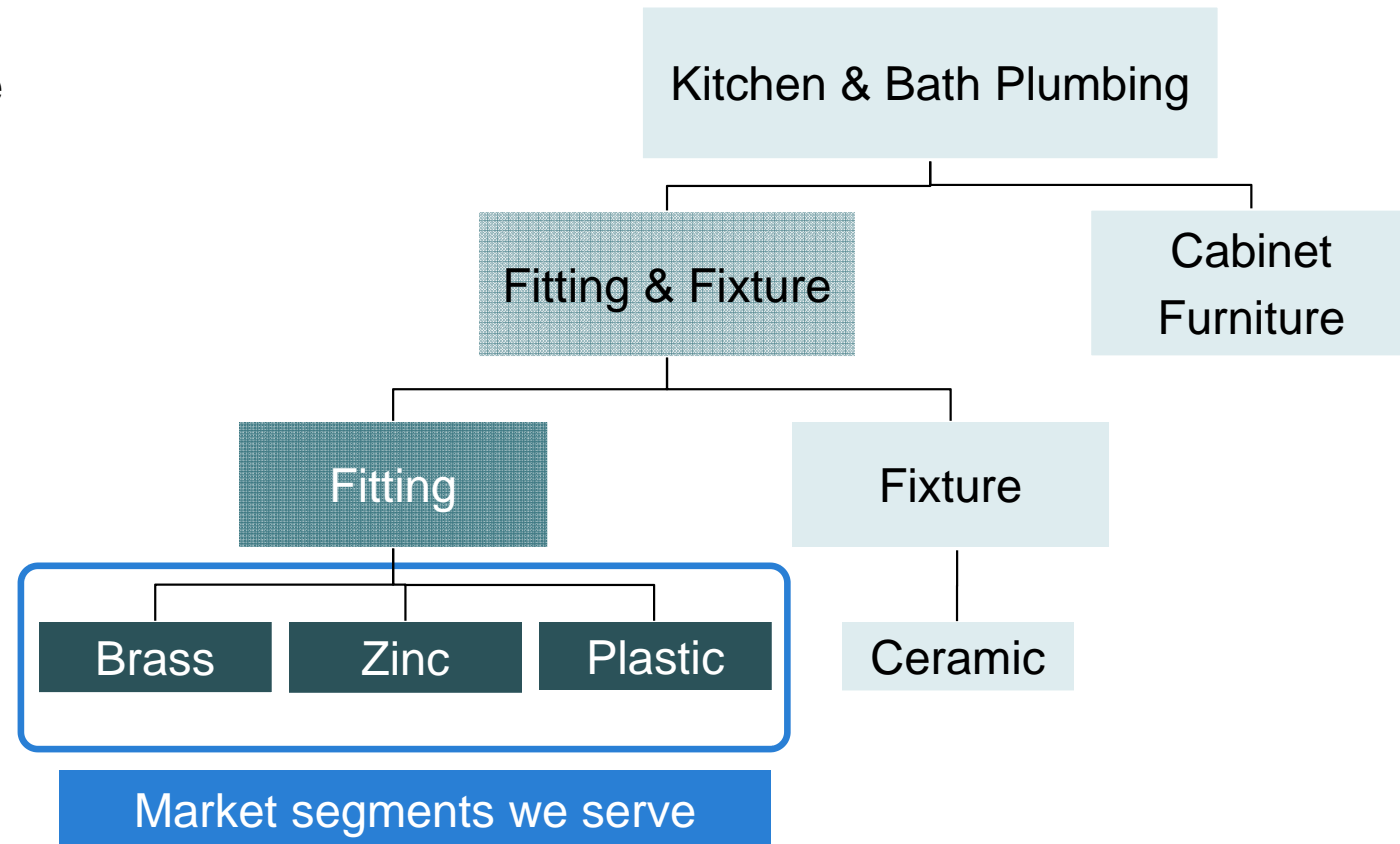 Kitchen & Bath Plumbing
Fitting & Fixture
Cabinet
Furniture
Fitting
Fixture
Brass
Zinc
Plastic
Ceramic
Market segments we serve